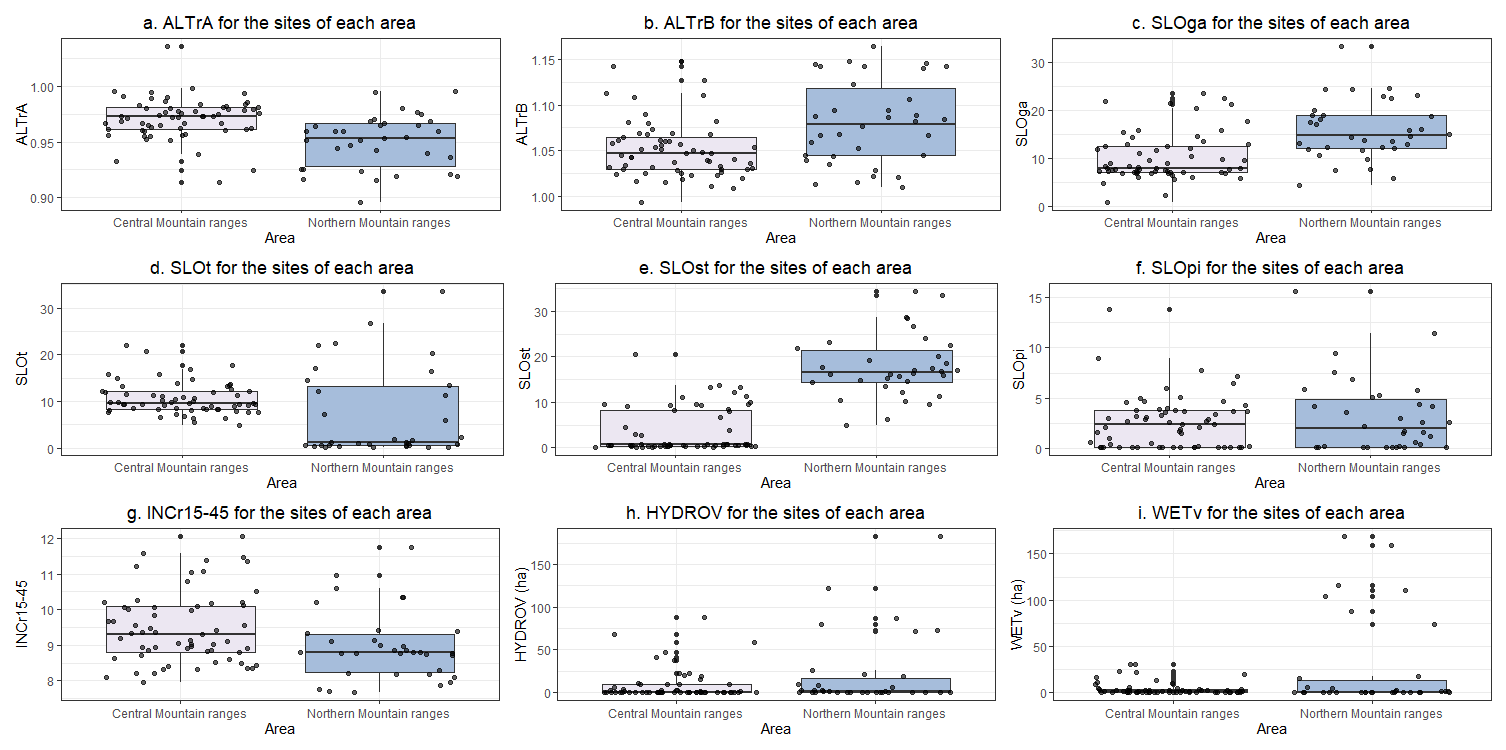 a. ALTrA for the sites of each area
ALTrA
1.00
0.95
0.90
Central Mountain ranges
Northern Mountain ranges
Area
b. ALTrB for the sites of each area
ALTrB
1.15
1.10
1.05
1.00
Central Mountain ranges
Northern Mountain ranges
Area
c. SLOga for the sites of each area
SLOga
30
20
10
0
Central Mountain ranges
Northern Mountain ranges
Area
d. SLOt for the sites of each area
SLOt
30
20
10
0
Central Mountain ranges
Northern Mountain ranges
Area
e. SLOst for the sites of each area
SLOst
30
20
10
0
Central Mountain ranges
Northern Mountain ranges
Area
f. SLOpi for the sites of each area
SLOpi
15
10
5
0
Central Mountain ranges
Northern Mountain ranges
Area
g. INCr15-45 for the sites of each area
INCr15-45
12
11
10
9
8
Central Mountain ranges
Northern Mountain ranges
Area
h. HYDROV for the sites of each area
HYDROV (ha)
150
100
50
0
Central Mountain ranges
Northern Mountain ranges
Area
i. WETv for the sites of each area
WETv (ha)
150
100
50
0
Central Mountain ranges
Northern Mountain ranges
Area